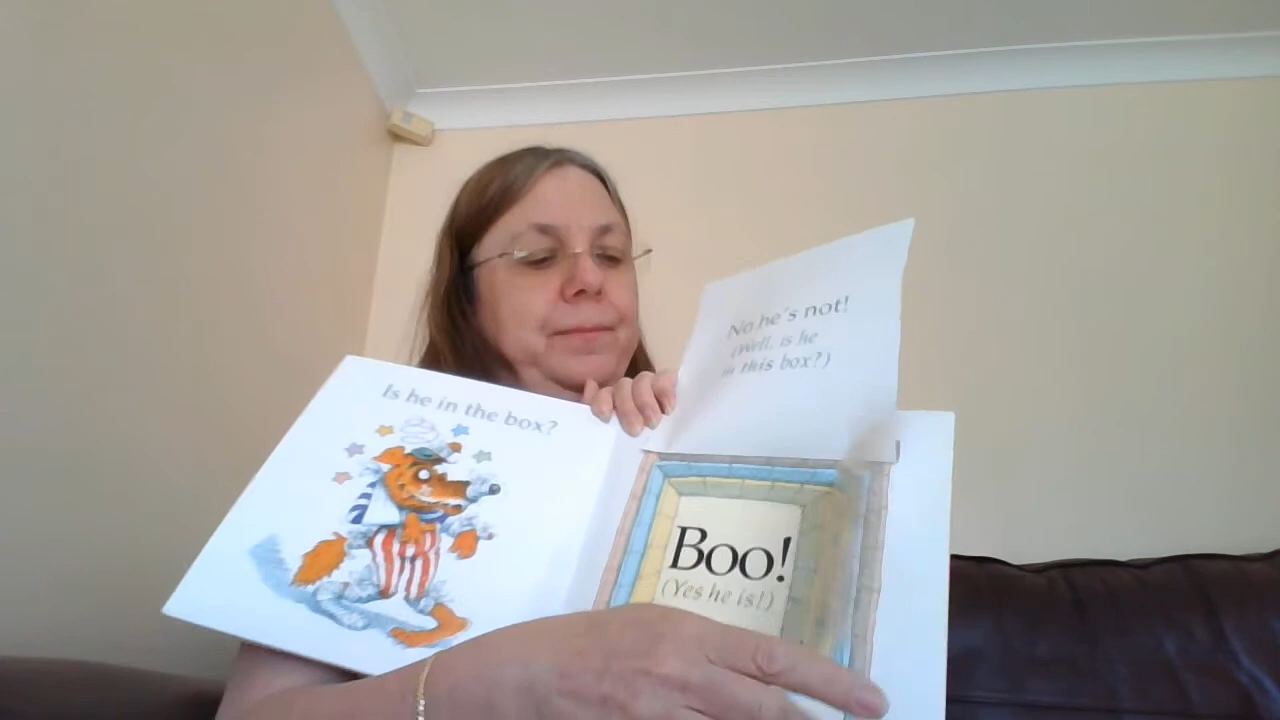 Is he in the box?
No he's not!
(Well, is he
in this box?)
Boo!
(Yes he is!)